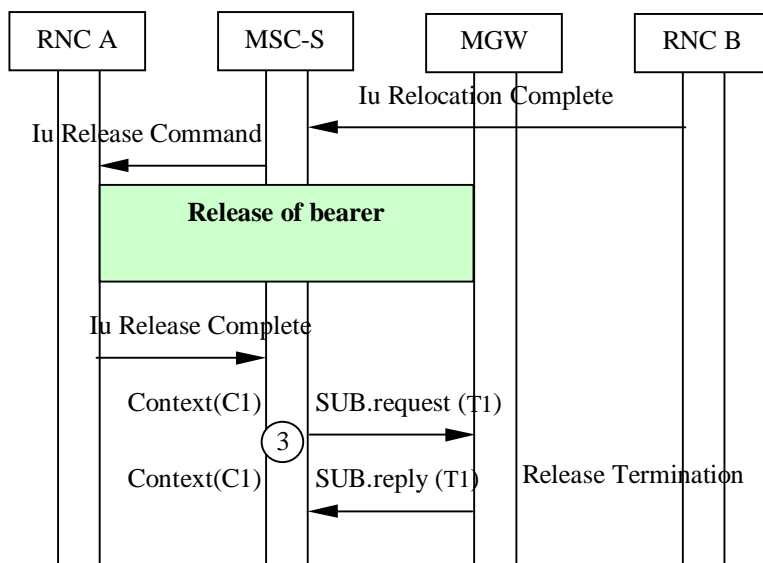 RNC A
MSC-S
MGW
RNC B
Iu Relocation Complete
Iu Release Command
Release of bearer
Iu Release Complete
Context(C1)
SUB.request (T1)
3
Context(C1)
SUB.reply (T1)
Release Termination